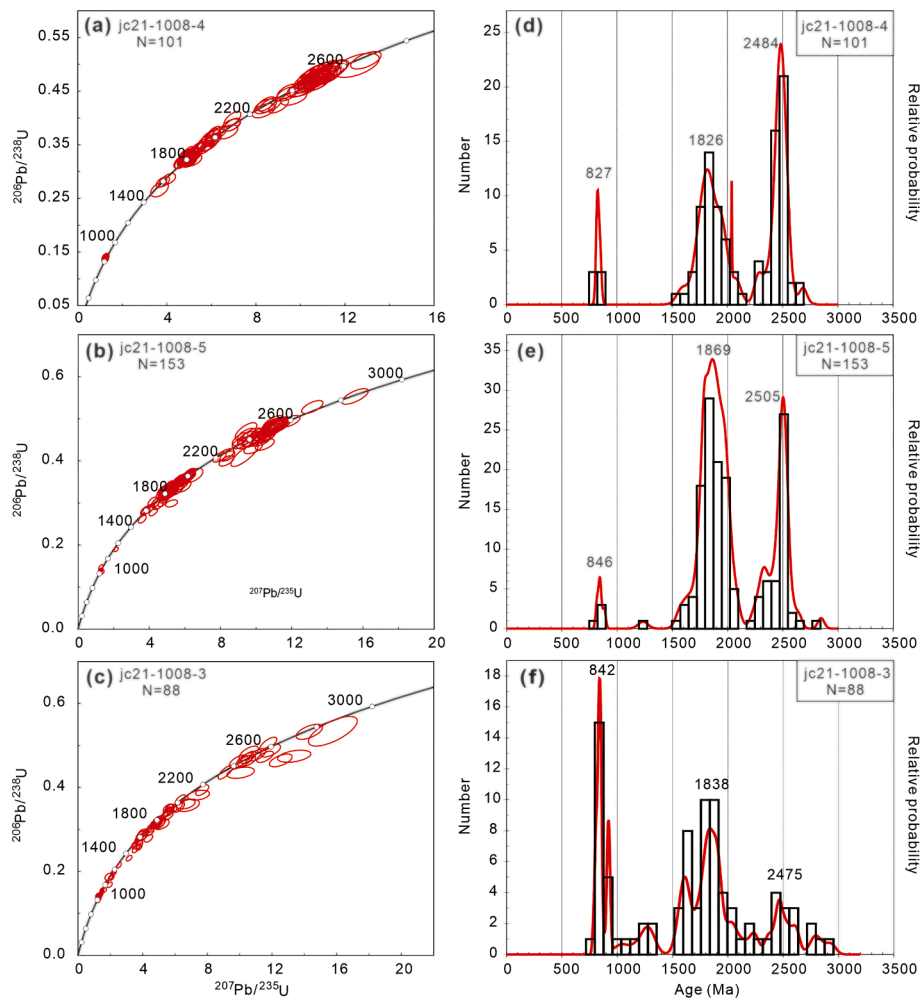 (a) jc21-1008-4
N=101
0.55
0.45
0.35
0.25
0.15
0.05
206Pb/238U
1000
1400
1800
2200
2600
4 8 12 16
(d)
jc21-1008-4
N=101
25
20
15
10
5
0
Number
Relative probability
827
1826
2484
0 500 1000 1500 2000 2500 3000 3500
(b) jc21-1008-5
N=153
0.6
0.4
0.2
0.0
206Pb/238U
1000
1400
1800
2200
2600
3000
207Pb/235U
0 4 8 12 16 20
(e)
jc21-1008-5
N=153
35
30
25
20
15
10
5
0
Number
Relative probability
846
1869
2505
0 500 1000 1500 2000 2500 3000 3500
(c) jc21-1008-3
N=88
0.6
0.4
0.2
0.0
206Pb/238U
1000
1400
1800
2200
2600
3000
0 4 8 12 16 20
207Pb/235U
(f)
jc21-1008-3
N=88
18
16
14
12
10
8
6
4
2
0
Number
Relative probability
842
1838
2475
0 500 1000 1500 2000 2500 3000 3500
Age (Ma)